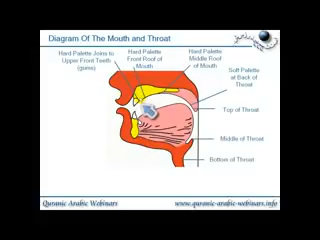 Diagram Of The Mouth and Throat
Hard Palette Joins to
Upper Front Teeth
(gums)
Hard Palette
Front Roof of
Mouth
Hard Palette
Middle Roof
of Mouth
Soft Palette
at Back of
Throat
Top of Throat
Middle of Throat
Bottom of Throat
Quranic Arabic Webinars
www.quranic-arabic-webinars.info